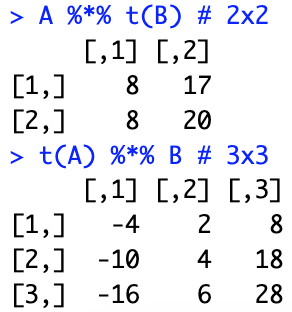 > A %*% t(B) # 2x2
[,1] [,2]
[1,] 8 17
[2,] 8 20
> t(A) %*% B # 3x3
[,1] [,2] [,3]
[1,] -4 2 8
[2,] -10 4 18
[3,] -16 6 28